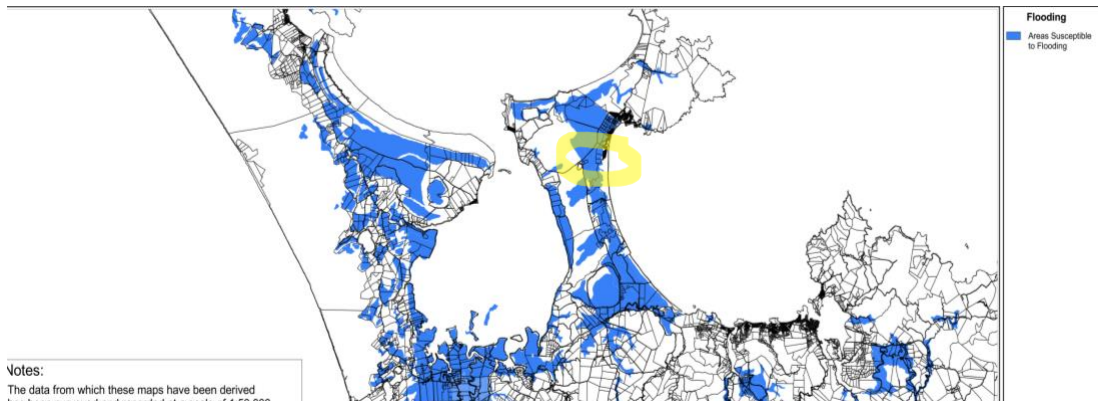 Flooding
Areas Susceptible
to Flooding
Notes:
The data from which these maps have been derived